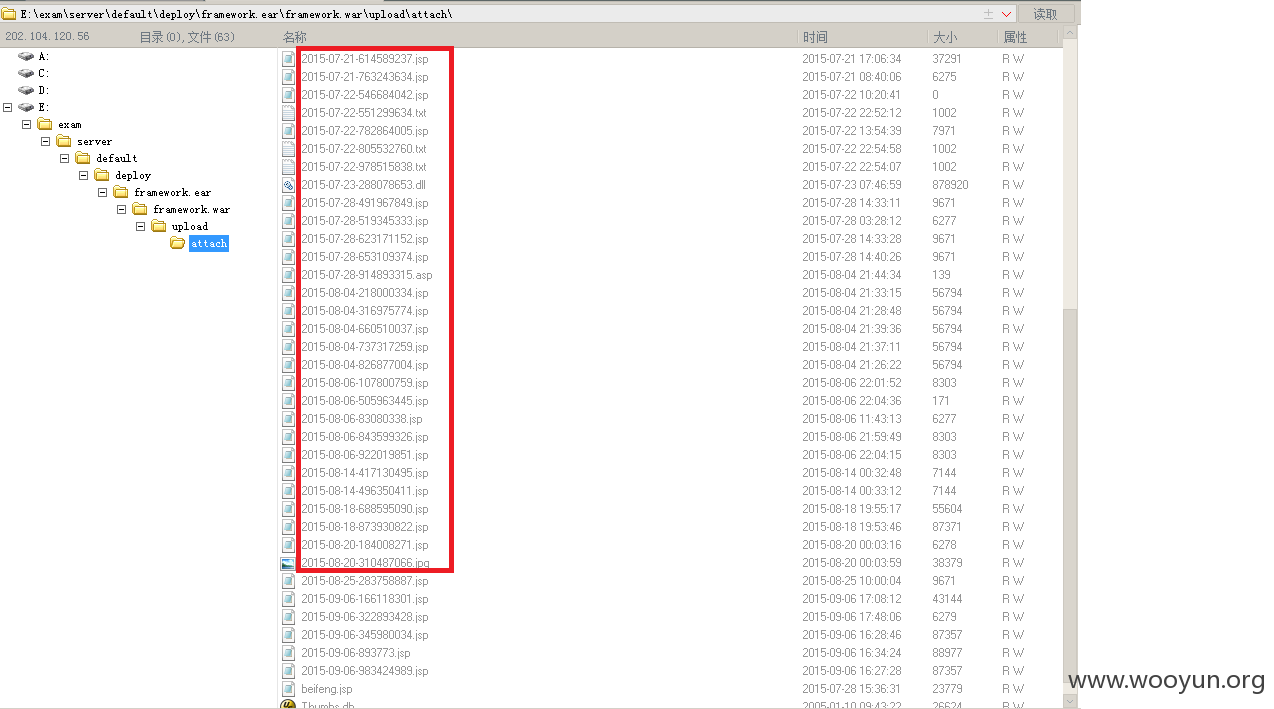 E:\exam\server\default\deploy\framework.ear\framework.war\upload\attach\ 读取
202.104.120.56 目录(0),文件(63) 名称 时间 大小 属性
A:
C:
D:
E:
exam
server
default
deploy
framework.ear
framework.war
upload
attach
2015-07-21-614589237.jsp 2015-07-21 17:06:34 37291 R W
2015-07-21-763243634.jsp 2015-07-21 08:40:06 6275 R W
2015-07-22-546684042.jsp 2015-07-22 10:20:41 0 R W
2015-07-22-551299634.txt 2015-07-22 22:52:12 1002 R W
2015-07-22-782864005.jsp 2015-07-22 13:54:39 7971 R W
2015-07-22-805532760.txt 2015-07-22 22:54:58 1002 R W
2015-07-22-978515838.txt 2015-07-22 22:54:07 1002 R W
2015-07-23-288078653.dll 2015-07-23 07:46:59 878920 R W
2015-07-28-491967849.jsp 2015-07-28 14:33:11 9671 R W
2015-07-28-519345333.jsp 2015-07-28 03:28:12 6277 R W
2015-07-28-623171152.jsp 2015-07-28 14:33:28 9671 R W
2015-07-28-653109374.jsp 2015-07-28 14:40:26 9671 R W
2015-07-28-914893315.asp 2015-08-04 21:44:34 139 R W
2015-08-04-218000334.jsp 2015-08-04 21:33:15 56794 R W
2015-08-04-316975774.jsp 2015-08-04 21:28:48 56794 R W
2015-08-04-660510037.jsp 2015-08-04 21:39:36 56794 R W
2015-08-04-737317259.jsp 2015-08-04 21:37:11 56794 R W
2015-08-04-826877004.jsp 2015-08-04 21:26:22 56794 R W
2015-08-06-107800759.jsp 2015-08-06 22:01:52 8303 R W
2015-08-06-505963445.jsp 2015-08-06 22:04:36 171 R W
2015-08-06-83080338.jsp 2015-08-06 11:43:13 6277 R W
2015-08-06-843599326.jsp 2015-08-06 21:59:49 8303 R W
2015-08-06-922019851.jsp 2015-08-06 22:04:15 8303 R W
2015-08-14-417130495.jsp 2015-08-14 00:32:48 7144 R W
2015-08-14-496350411.jsp 2015-08-14 00:33:12 7144 R W
2015-08-18-688595090.jsp 2015-08-18 19:55:17 55604 R W
2015-08-18-873930822.jsp 2015-08-18 19:53:46 87371 R W
2015-08-20-184008271.jsp 2015-08-20 00:03:16 6278 R W
2015-08-20-310487066.jpg 2015-08-20 00:03:59 38379 R W
2015-08-25-283758887.jsp 2015-08-25 10:00:04 9671 R W
2015-09-06-166118301.jsp 2015-09-06 17:08:12 43144 R W
2015-09-06-322893428.jsp 2015-09-06 17:48:06 6279 R W
2015-09-06-345980034.jsp 2015-09-06 16:28:46 87357 R W
2015-09-06-893773.jsp 2015-09-06 16:34:24 88977 R W
2015-09-06-983424989.jsp 2015-09-06 16:27:28 87357 R W
beifeng.jsp 2015-07-28 15:36:31 23779 R W
Thumbs.db 2005-01-10 09:43:22 26624 R W
www.wooyun.org